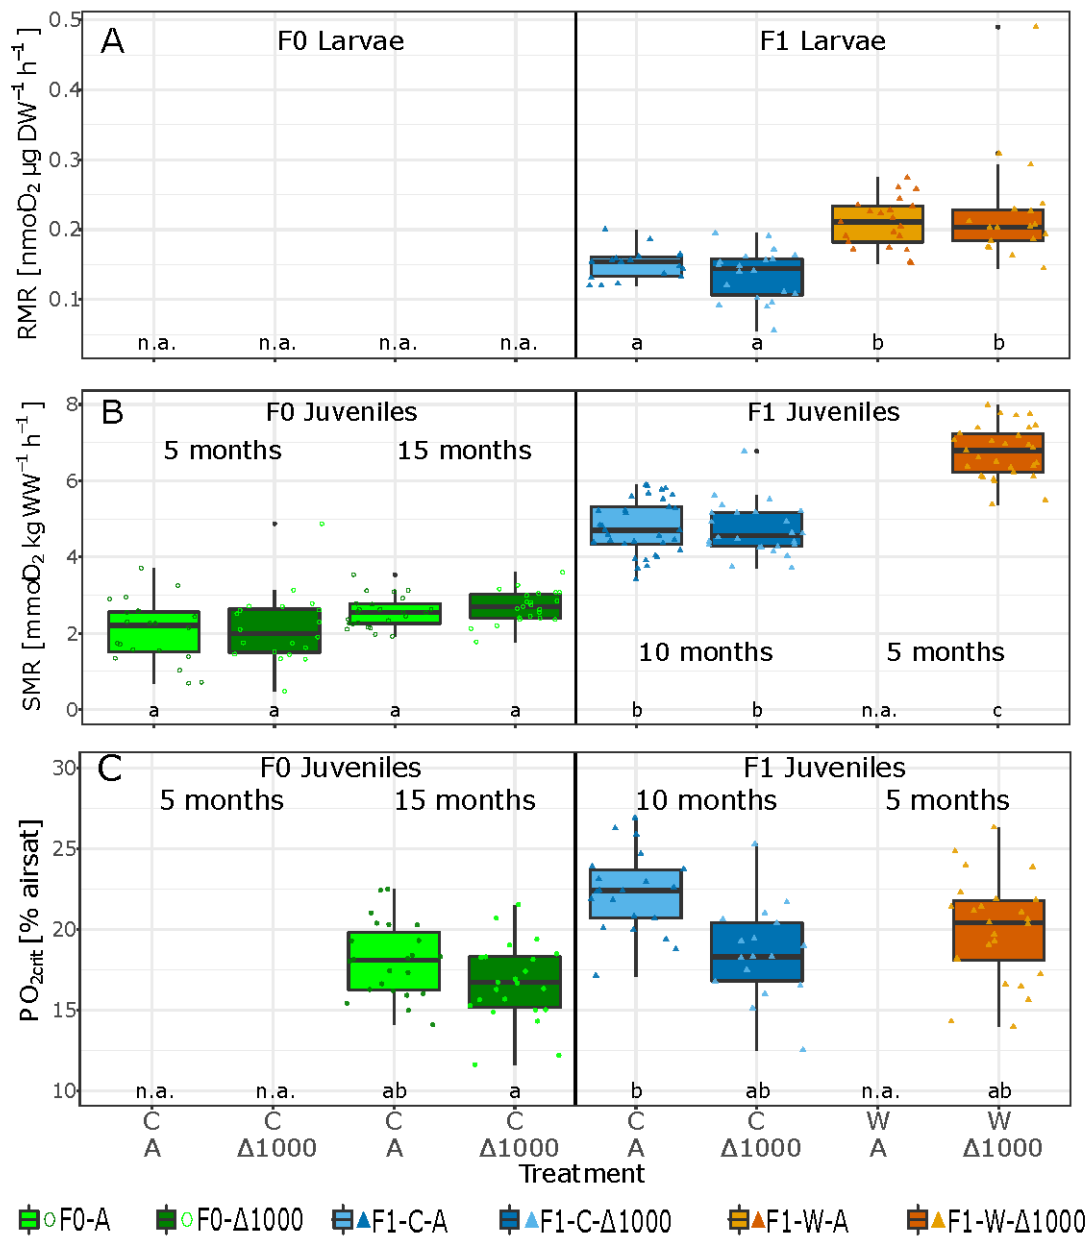 A
F0 Larvae
F1 Larvae
RMR [nmoO₂ µg DW⁻¹ h⁻¹]
0.5
0.4
0.3
0.2
0.1
n.a. n.a. n.a. n.a. a a b b
B
F0 Juveniles
F1 Juveniles
5 months
15 months
10 months
5 months
SMR [mmoO₂ kg WW⁻¹ h⁻¹]
8
6
4
2
0
a a a a b b n.a. c
C
F0 Juveniles
F1 Juveniles
5 months
15 months
10 months
5 months
PO₂crit [% airsat]
30
25
20
15
10
n.a. n.a. ab a b ab n.a. ab
C C C C C C W W
A Δ1000 A Δ1000 A Δ1000 A Δ1000
Treatment
F0-A F0-Δ1000 F1-C-A F1-C-Δ1000 F1-W-A F1-W-Δ1000